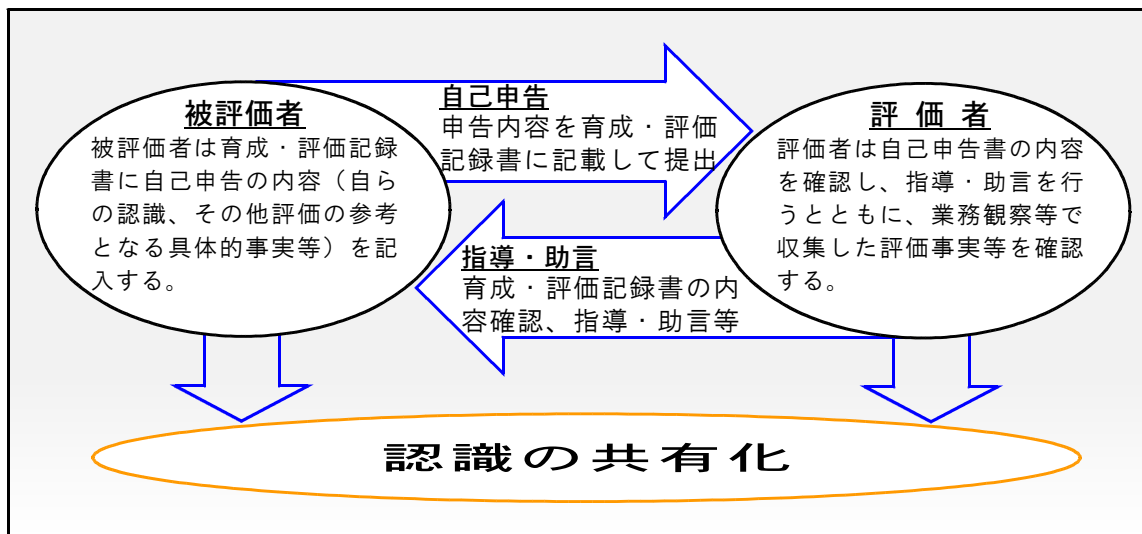 被評価者
被評価者は育成・評価記録
書に自己申告の内容（自ら
の認識、その他評価の参考
となる具体的事実等）を記
入する。
自己申告
申告内容を育成・評価
記録書に記載して提出
評 価 者
評価者は自己申告書の内容
を確認し、指導・助言を行
うとともに、業務観察等で
収集した評価事実等を確認
する。
指導・助言
育成・評価記録書の内
容確認、指導・助言等
認識の共有化